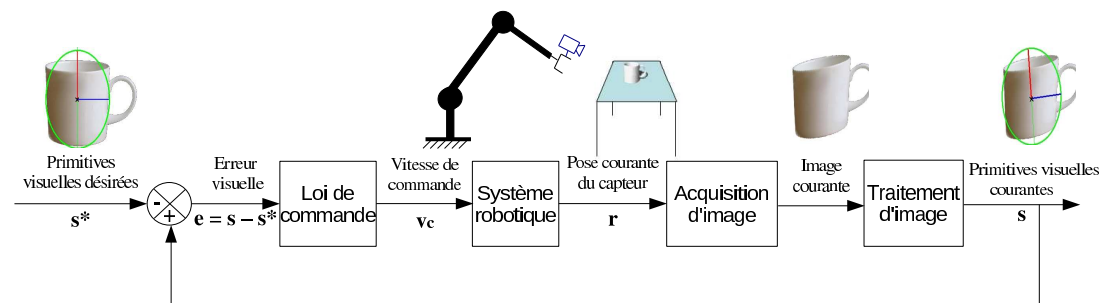 Primitives
visuelles désirées
s*
-
+
Erreur
visuelle
e = s – s*
Loi de
commande
Vitesse de
commande
vc
Système
robotique
Pose courante
du capteur
r
Acquisition
d'image
Image
courante
Traitement
d'image
Primitives visuelles
courantes
s